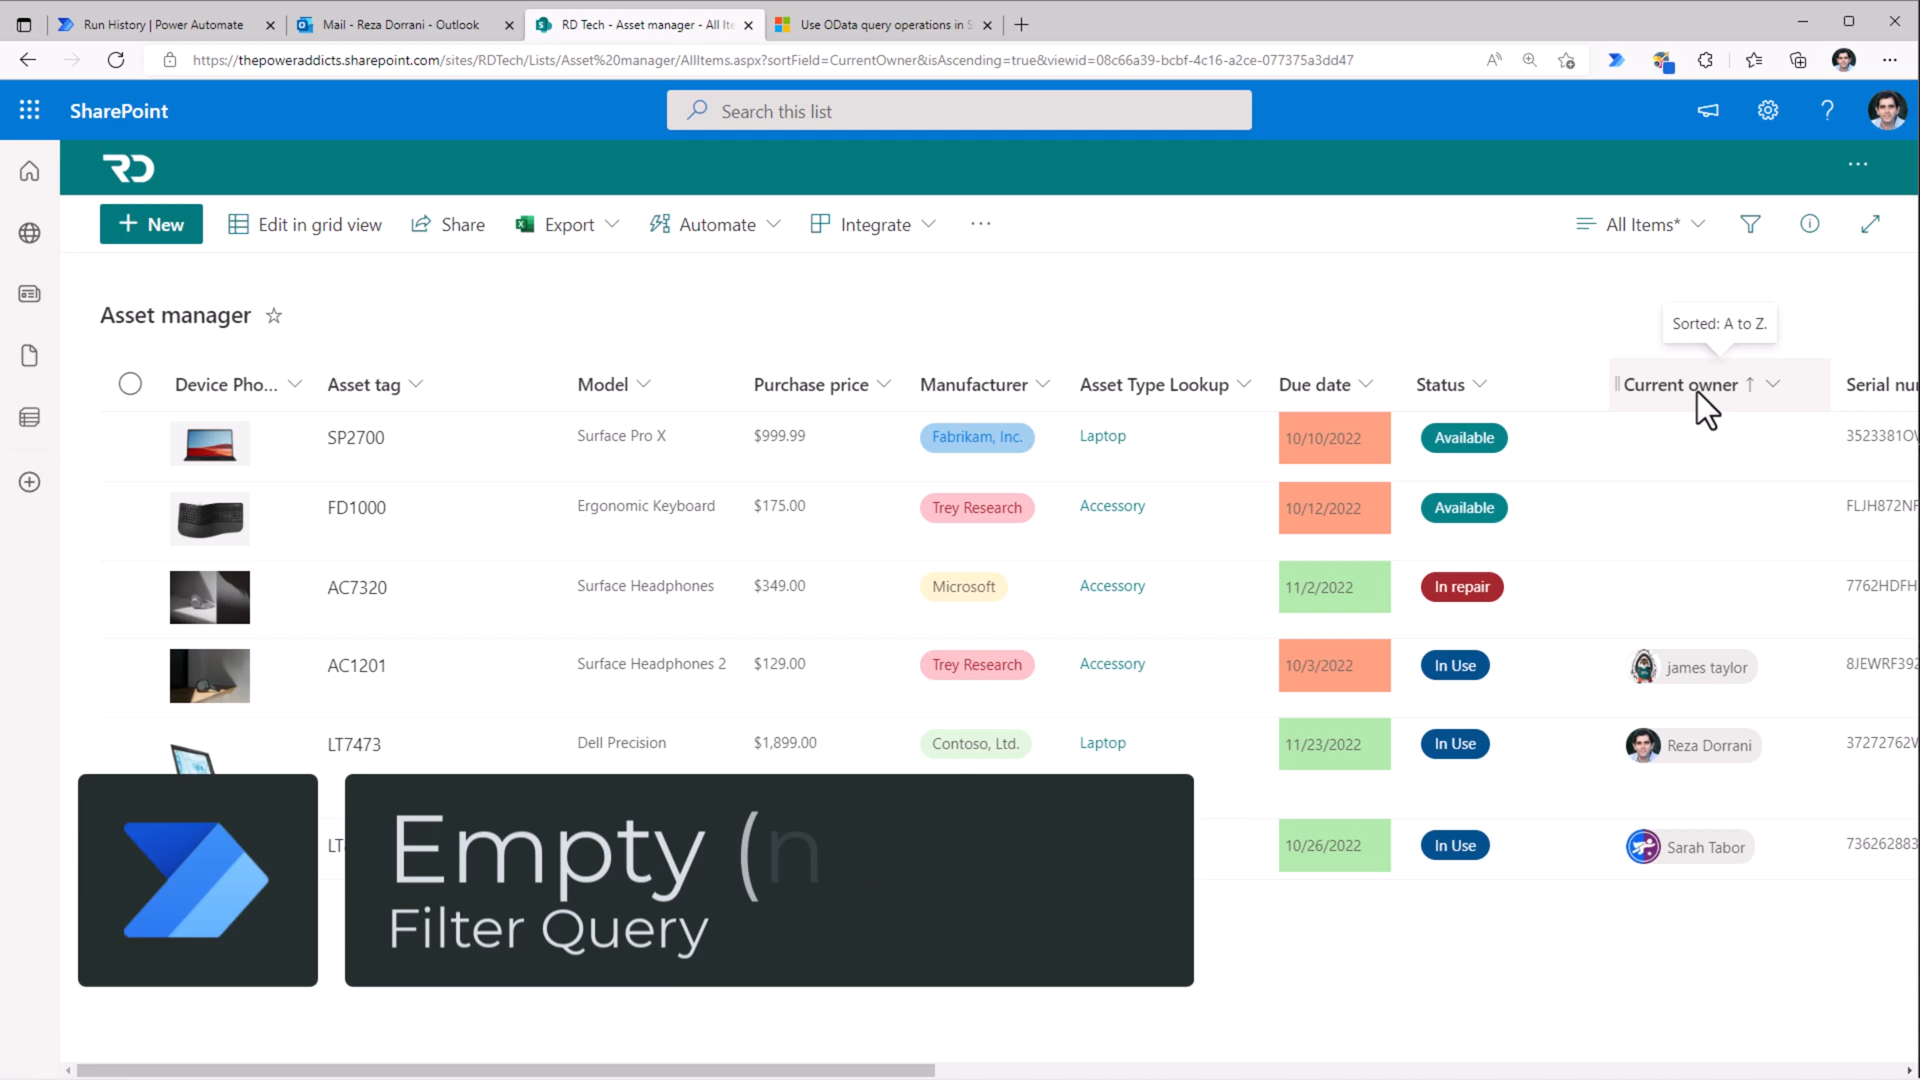 Run History | Power Automate
Mail - Reza Dorrani - Outlook
RD Tech - Asset manager - All Ite
Use OData query operations in S
https://thepoweraddicts.sharepoint.com/sites/RDTech/Lists/Asset%20manager/AllItems.aspx?sortField=CurrentOwner&isAscending=true&viewid=08c66a39-bcbf-4c16-a2ce-077375a3dd47
SharePoint
Search this list
RD
+ New
Edit in grid view
Share
Export
Automate
Integrate
All Items*
Asset manager
Sorted: A to Z.
Device Pho... Asset tag Model Purchase price Manufacturer Asset Type Lookup Due date Status Current owner Serial nu
SP2700 Surface Pro X $999.99 Fabrikam, Inc. Laptop 10/10/2022 Available 3523381OV
FD1000 Ergonomic Keyboard $175.00 Trey Research Accessory 10/12/2022 Available FLJH872NF
AC7320 Surface Headphones $349.00 Microsoft Accessory 11/2/2022 In repair 7762HDFH
AC1201 Surface Headphones 2 $129.00 Trey Research Accessory 10/3/2022 In Use james taylor 8JEWRF392
LT7473 Dell Precision $1,899.00 Contoso, Ltd. Laptop 11/23/2022 In Use Reza Dorrani 37272762V
LT 10/26/2022 In Use Sarah Tabor 736262883
Empty (n
Filter Query